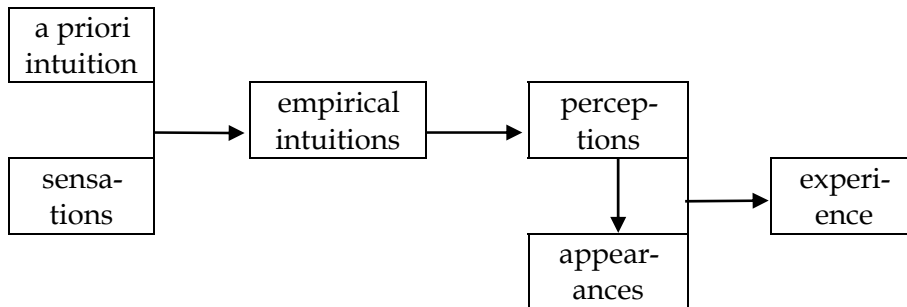 a priori
intuition
sensa-
tions
empirical
intuitions
percep-
tions
appear-
ances
experi-
ence